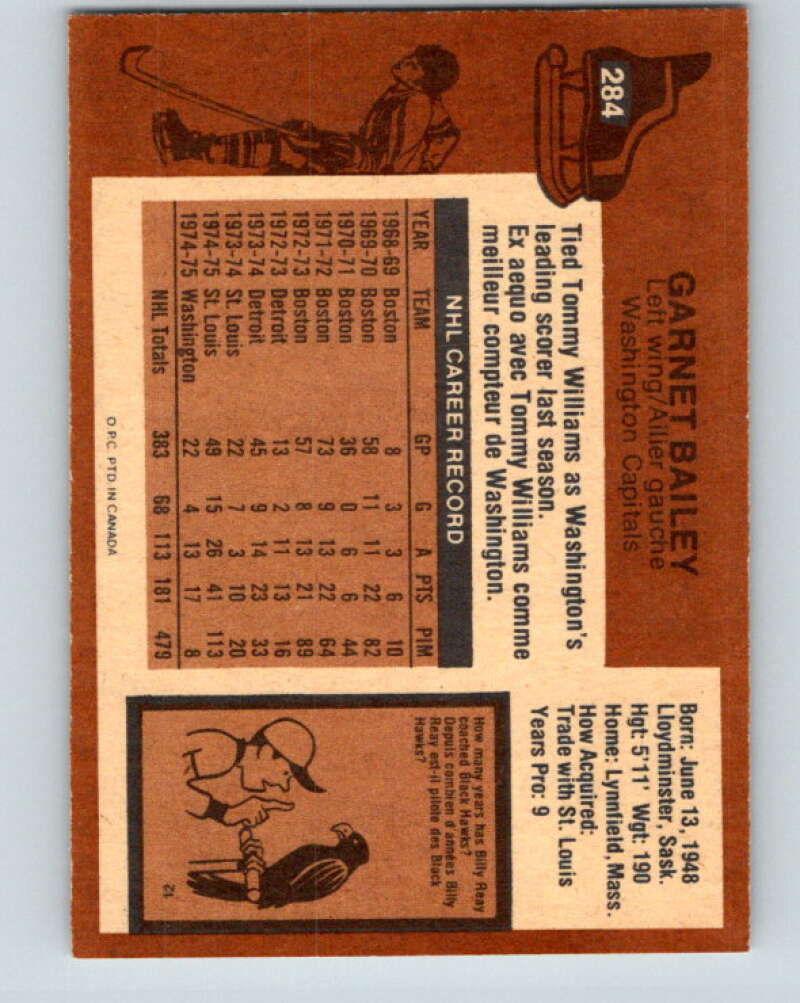 284
GARNET BAILEY
Left wing/Ailier gauche
Washington Capitals
Tied Tommy Williams as Washington's
leading scorer last season.
Ex aequo avec Tommy Williams comme
meilleur compteur de Washington.
Born: June 13, 1948
Lloydminster, Sask.
Hgt: 5'11' Wgt: 190
Home: Lynnfield, Mass.
How Acquired:
Trade with St. Louis
Years Pro: 9
NHL CAREER RECORD
YEAR TEAM GP G A PTS PIM
1968-69 Boston 8 3 3 6 10
1969-70 Boston 58 11 11 22 82
1970-71 Boston 36 0 6 6 44
1971-72 Boston 73 9 13 22 64
1972-73 Boston 57 8 13 21 89
1972-73 Detroit 13 2 11 13 16
1973-74 Detroit 45 9 14 23 33
1973-74 St. Louis 22 7 3 10 20
1974-75 St. Louis 49 15 26 41 113
1974-75 Washington 22 4 13 17 8
NHL Totals 383 68 113 181 479
How many years has Billy Reay
coached Black Hawks?
Depuis combien d'années Billy
Reay est-il pilote des Black
Hawks?
12
O.P.C. PTD IN CANADA